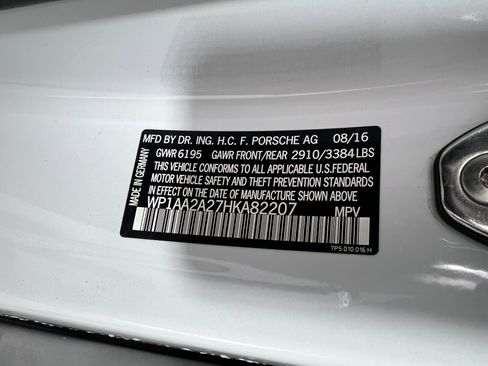 MFD BY DR. ING. H.C. F. PORSCHE AG 08/16
GWR 6195 GAWR FRONT/REAR 2910/3384 LBS
THIS VEHICLE CONFORMS TO ALL APPLICABLE U.S.FEDERAL
MOTOR VEHICLE SAFETY AND THEFT PREVENTION STANDARDS
IN EFFECT ON THE DATE OF MANUFACTURE SHOWN ABOVE
WP1AA2A27HKA82207 MPV
MADE IN GERMANY
7P5.010.016 H